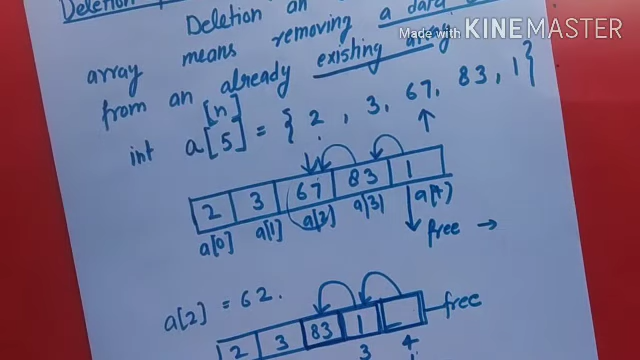 Deletion
Deletion an
array means removing a data
from an already existing array
[n]
int a[5] = { 2 , 3, 67, 83, 1 }
2 3 67 83 1
a[0] a[1] a[2] a[3] a[4]
free
a[2] = 62.
2 3 83 1 free
3 4
Made with KINEMASTER